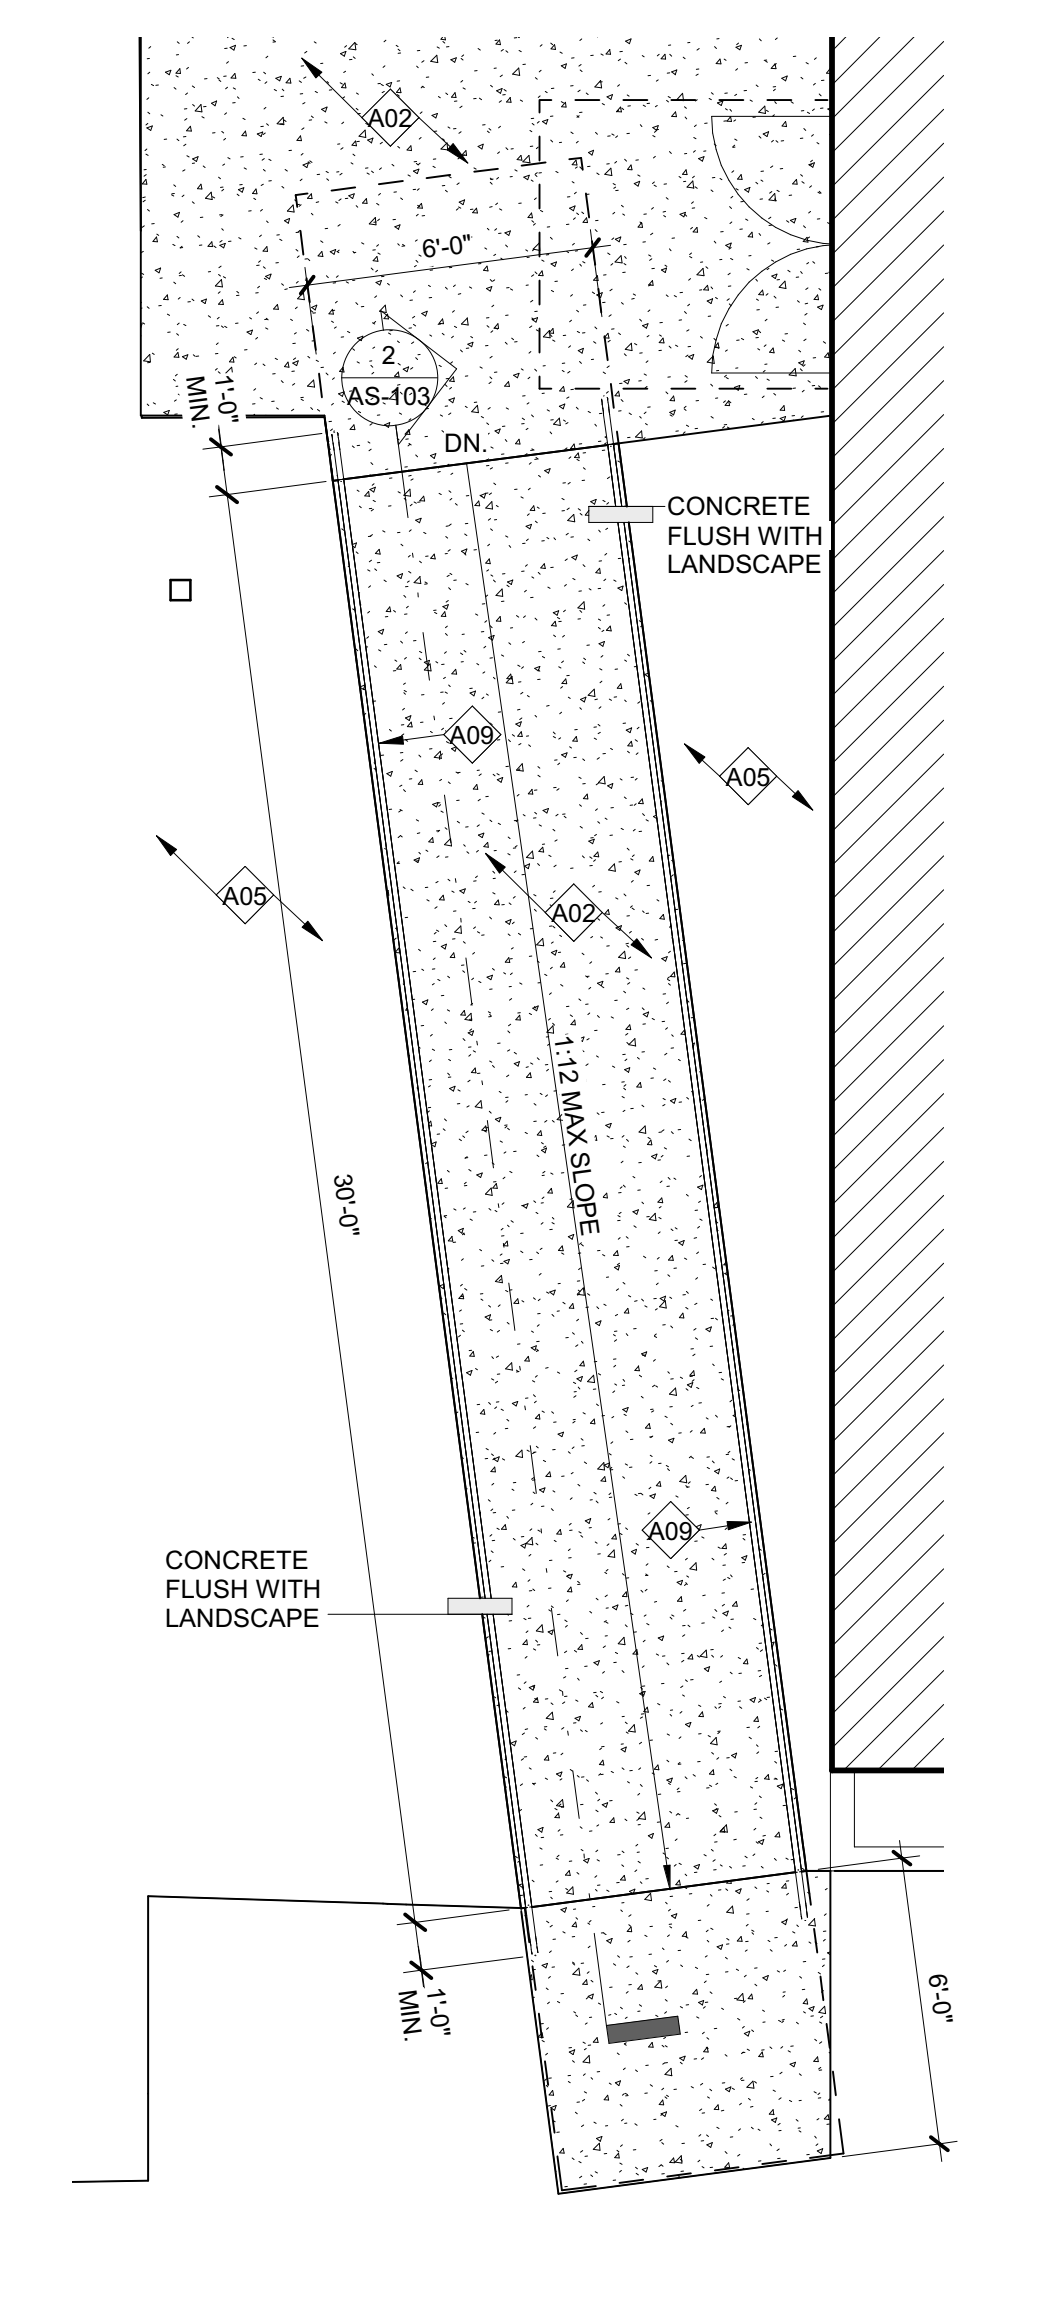 A02
6'-0"
2
AS-103
1'-0"
MIN.
DN.
CONCRETE
FLUSH WITH
LANDSCAPE
A09
A05
A05
A02
1:12 MAX SLOPE
30'-0"
A09
CONCRETE
FLUSH WITH
LANDSCAPE
1'-0"
MIN.
6'-0"